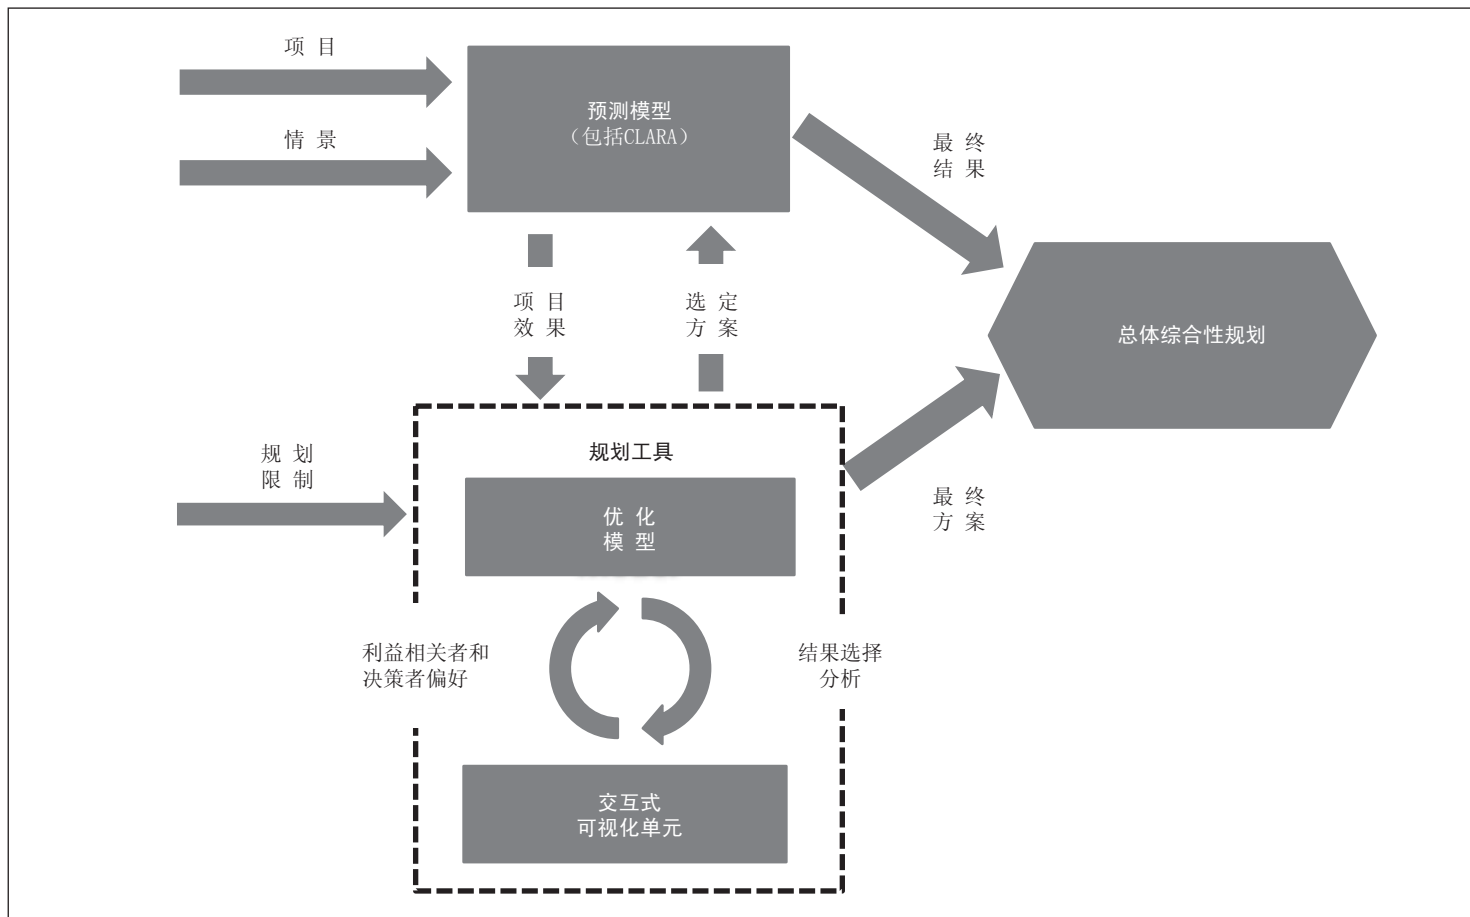 项 目
情 景
预测模型
（包括CLARA）
最 终
结 果
项 目
效 果
选 定
方 案
总体综合性规划
规 划
限 制
规划工具
优 化
模 型
最 终
方 案
利益相关者和
决策者偏好
结果选择
分析
交互式
可视化单元